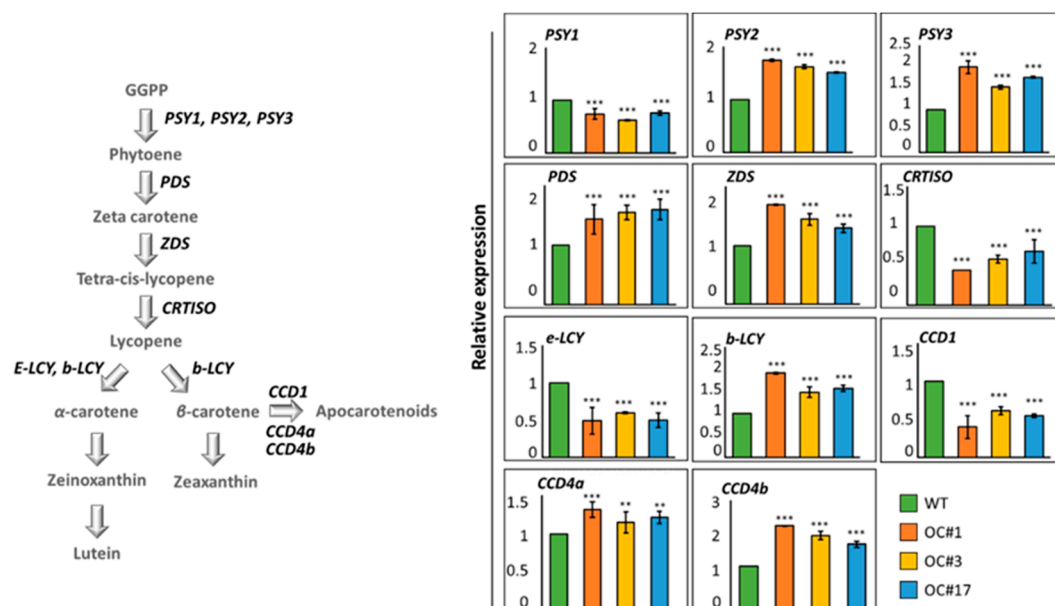 GGPP
PSY1, PSY2, PSY3
Phytoene
PDS
Zeta carotene
ZDS
Tetra-cis-lycopene
CRTISO
Lycopene
E-LCY, b-LCY
b-LCY
α-carotene
β-carotene
CCD1
CCD4a
CCD4b
Apocarotenoids
Zeinoxanthin
Zeaxanthin
Lutein
Relative expression
PSY1
2
1
0
*** *** ***
PSY2
2
1
0
*** *** ***
PSY3
2.5
2
1.5
1
0.5
0
*** *** ***
PDS
2
1
0
*** *** ***
ZDS
2
1
0
*** *** ***
CRTISO
1.5
1
0.5
0
*** *** ***
e-LCY
1.5
1
0.5
0
*** *** ***
b-LCY
2.5
2
1.5
1
0.5
0
*** *** ***
CCD1
1.5
1
0.5
0
*** *** ***
CCD4a
1.5
1
0.5
0
*** ** **
CCD4b
3
2
1
0
*** *** ***
WT
OC#1
OC#3
OC#17